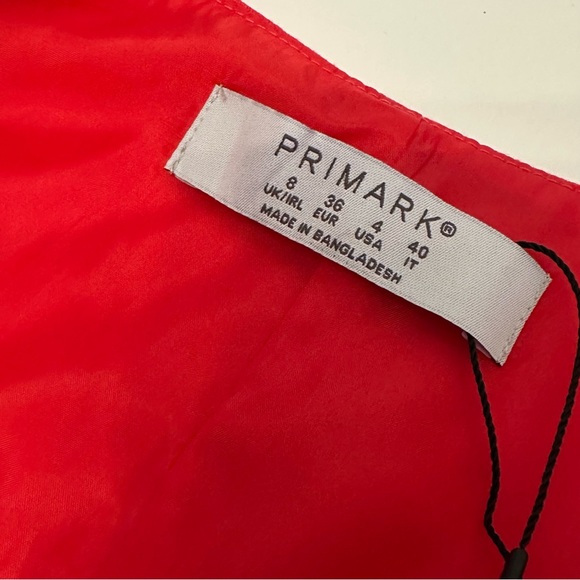 PRIMARK®
8 36 4 40
UK/IRL EUR USA IT
MADE IN BANGLADESH